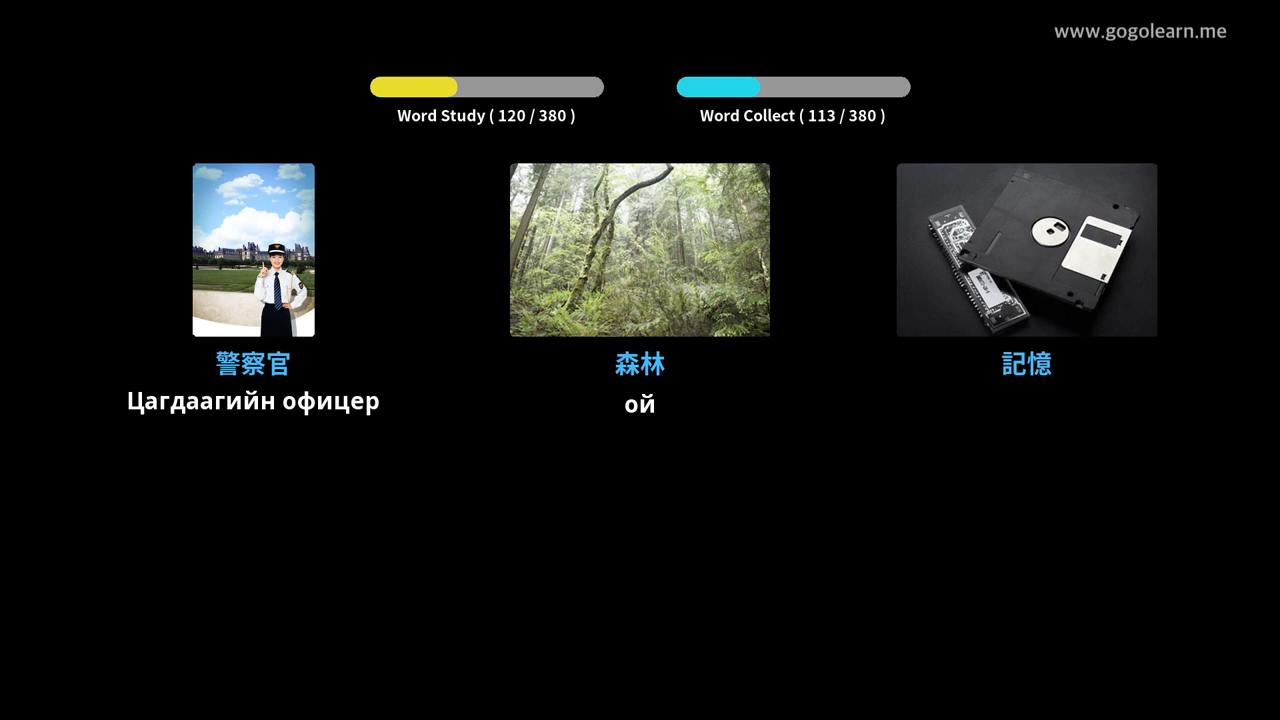 www.gogolearn.me
Word Study ( 120 / 380 )
Word Collect ( 113 / 380 )
警察官
森林
記憶
Цагдаагийн офицер
ой